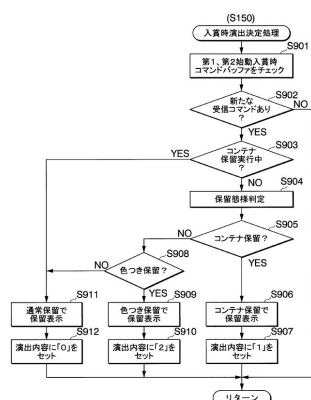 (S150)
入賞時演出決定処理
S901
第1、第2始動入賞時
コマンドバッファをチェック
S902
新たな
受信コマンドあり
?
NO
YES
S903
コンテナ
保留実行中
?
YES
NO
S904
保留態様判定
S905
コンテナ保留?
NO
YES
S908
色つき保留?
NO
YES
S911
通常保留で
保留表示
S909
色つき保留で
保留表示
S906
コンテナ保留で
保留表示
S912
演出内容に「0」を
セット
S910
演出内容に「2」を
セット
S907
演出内容に「1」を
セット
リターン